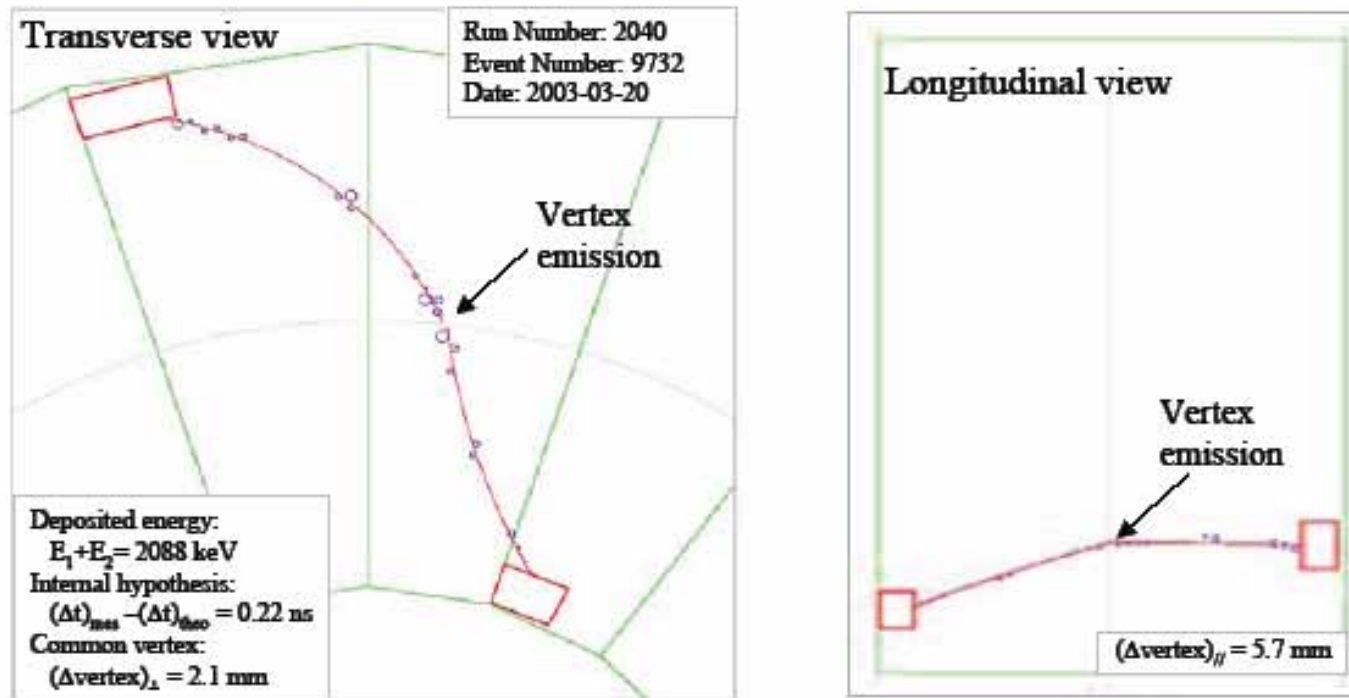 Transverse view
Run Number: 2040
Event Number: 9732
Date: 2003-03-20
Vertex
emission
Deposited energy:
E₁+E₂= 2088 keV
Internal hypothesis:
(Δt)mes –(Δt)theo = 0.22 ns
Common vertex:
(Δvertex)⊥ = 2.1 mm
Longitudinal view
Vertex
emission
(Δvertex)// = 5.7 mm